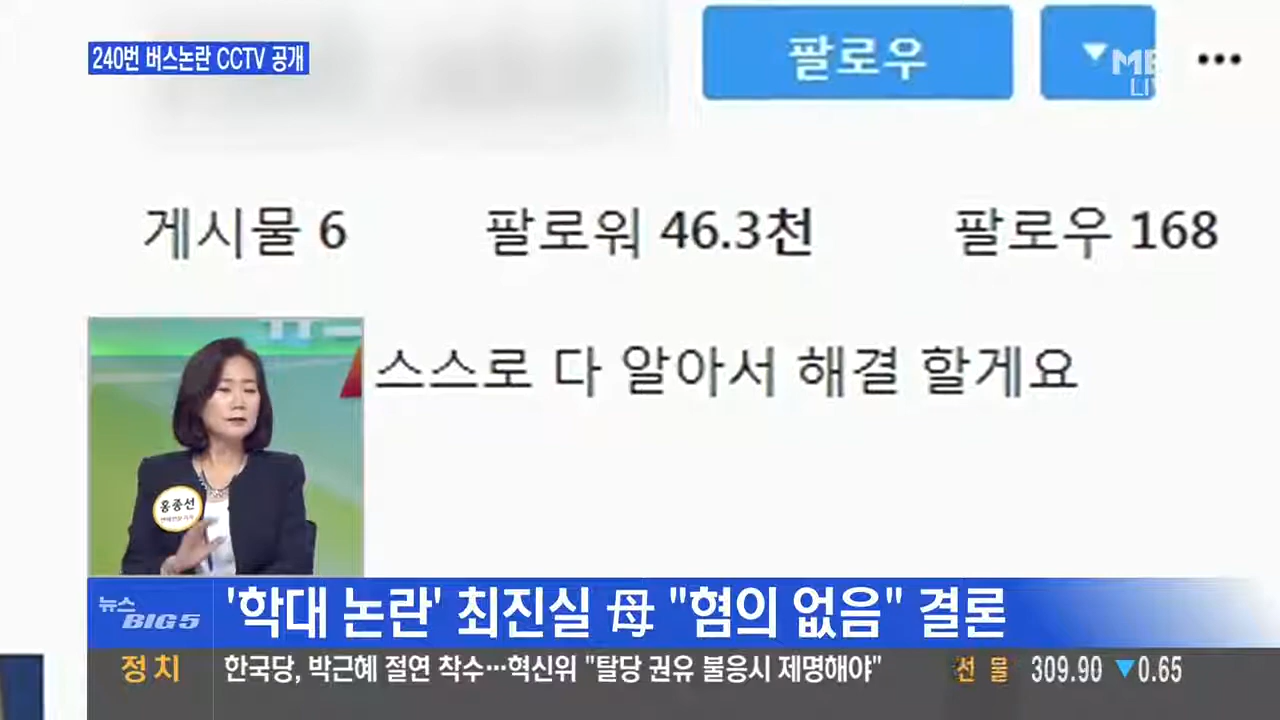 240번 버스논란 CCTV 공개
팔로우
게시물 6
팔로워 46.3천
팔로우 168
스스로 다 알아서 해결 할게요
홍종선
뉴스
BIG5
'학대 논란' 최진실 母 "혐의 없음" 결론
정치
한국당, 박근혜 절연 착수…혁신위 "탈당 권유 불응시 제명해야"
선물 309.90 ▼0.65